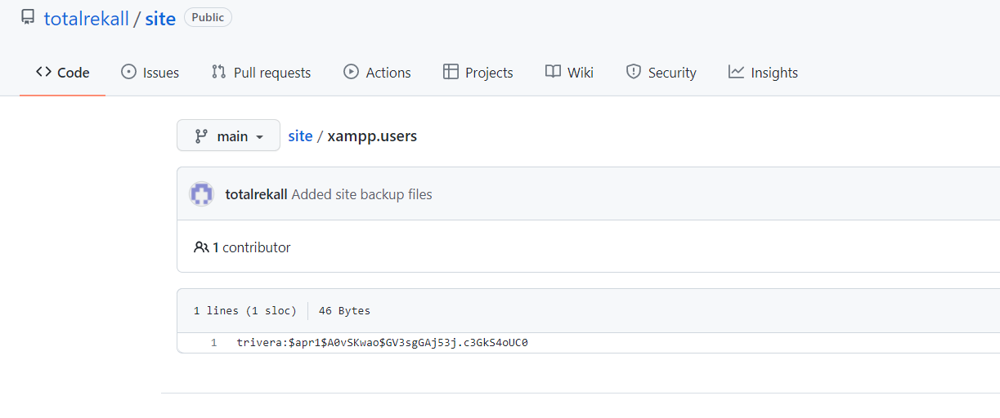 totalrekall / site Public
Code Issues Pull requests Actions Projects Wiki Security Insights
main site / xampp.users
totalrekall Added site backup files
1 contributor
1 lines (1 sloc) 46 Bytes
1 trivera:$apr1$A0vSKwao$GV3sgGAj53j.c3GkS4oUC0